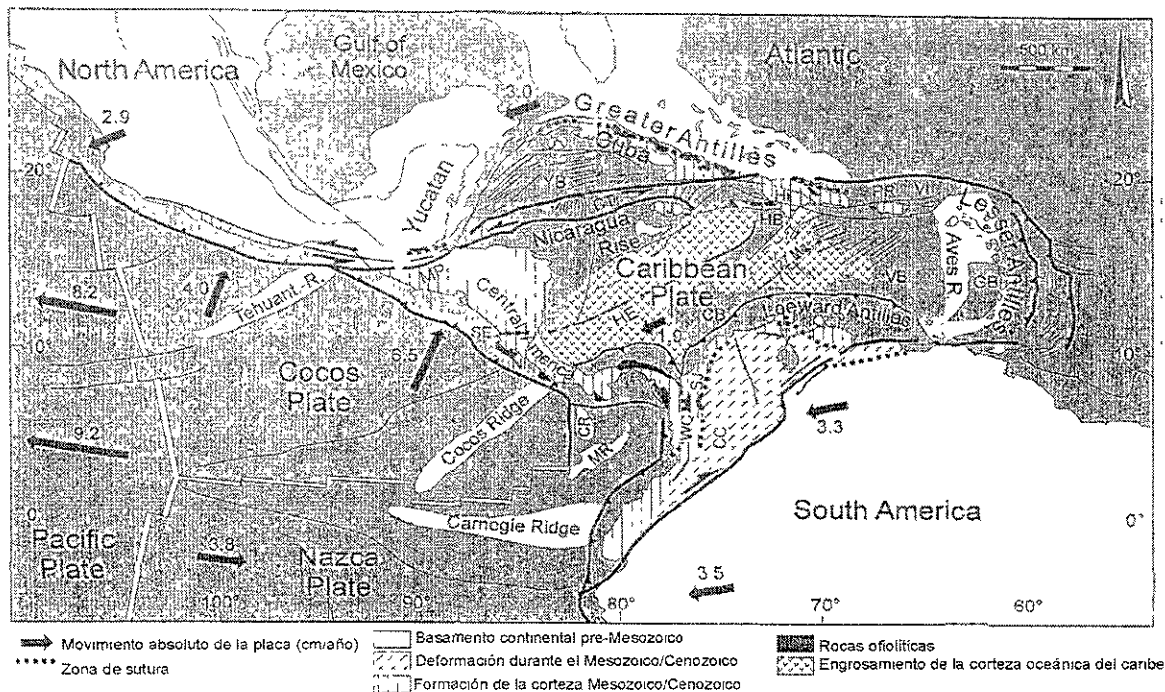 North America
Gulf of
Mexico
Atlantic
500 km
2.9
3.0
Greater Antilles
Cuba
20°
20°
YB
Yucatan
C T
PR
VI
Lesser Antilles
Nicaragua
Rise
HB
Aves R.
Caribbean
Plate
VB
GB
MP
8.2
4.0
Tehuant. R.
Central America
HE
CB
Leeward Antilles
1.0
SE
10°
10°
6.5
Cocos
Plate
9.2
Cocos Ridge
CR
MR
WC
S
CC
3.3
South America
Carnegie Ridge
0
0°
Pacific
Plate
3.8
Nazca
Plate
3.5
100°
90°
80°
70°
60°
Movimiento absoluto de la placa (cm/año)
Zona de sutura
Basamento continental pre-Mesozoico
Deformación durante el Mesozoico/Cenozoico
Formación de la corteza Mesozoico/Cenozoico
Rocas ofiolíticas
Engrosamiento de la corteza oceánica del caribe